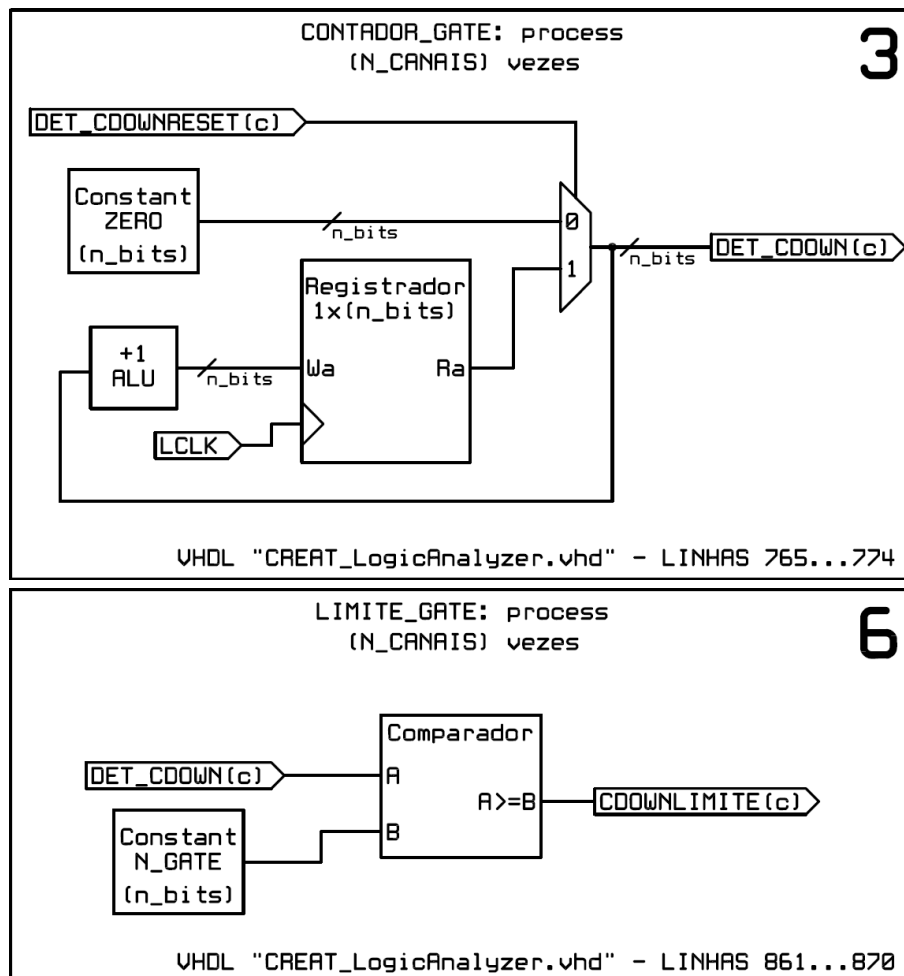 CONTADOR_GATE: process
(N_CANAIS) vezes
3
DET_CDOWNRESET(c)
Constant
ZERO
(n_bits)
n_bits
0
1
n_bits
DET_CDOWN(c)
Registrador
1x(n_bits)
+1
ALU
n_bits
Wa
Ra
LCLK
VHDL "CREAT_LogicAnalyzer.vhd" - LINHAS 765...774
LIMITE_GATE: process
(N_CANAIS) vezes
6
Comparador
DET_CDOWN(c)
A
A>=B
CDOWNLIMITE(c)
B
Constant
N_GATE
(n_bits)
VHDL "CREAT_LogicAnalyzer.vhd" - LINHAS 861...870